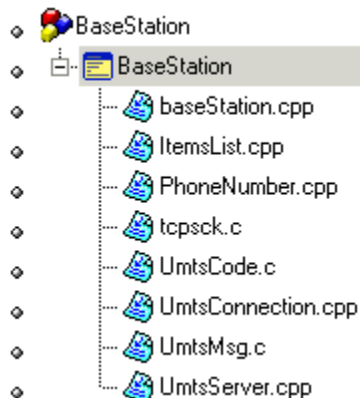 BaseStation
BaseStation
baseStation.cpp
ItemsList.cpp
PhoneNumber.cpp
tcpsck.c
UmtsCode.c
UmtsConnection.cpp
UmtsMsg.c
UmtsServer.cpp